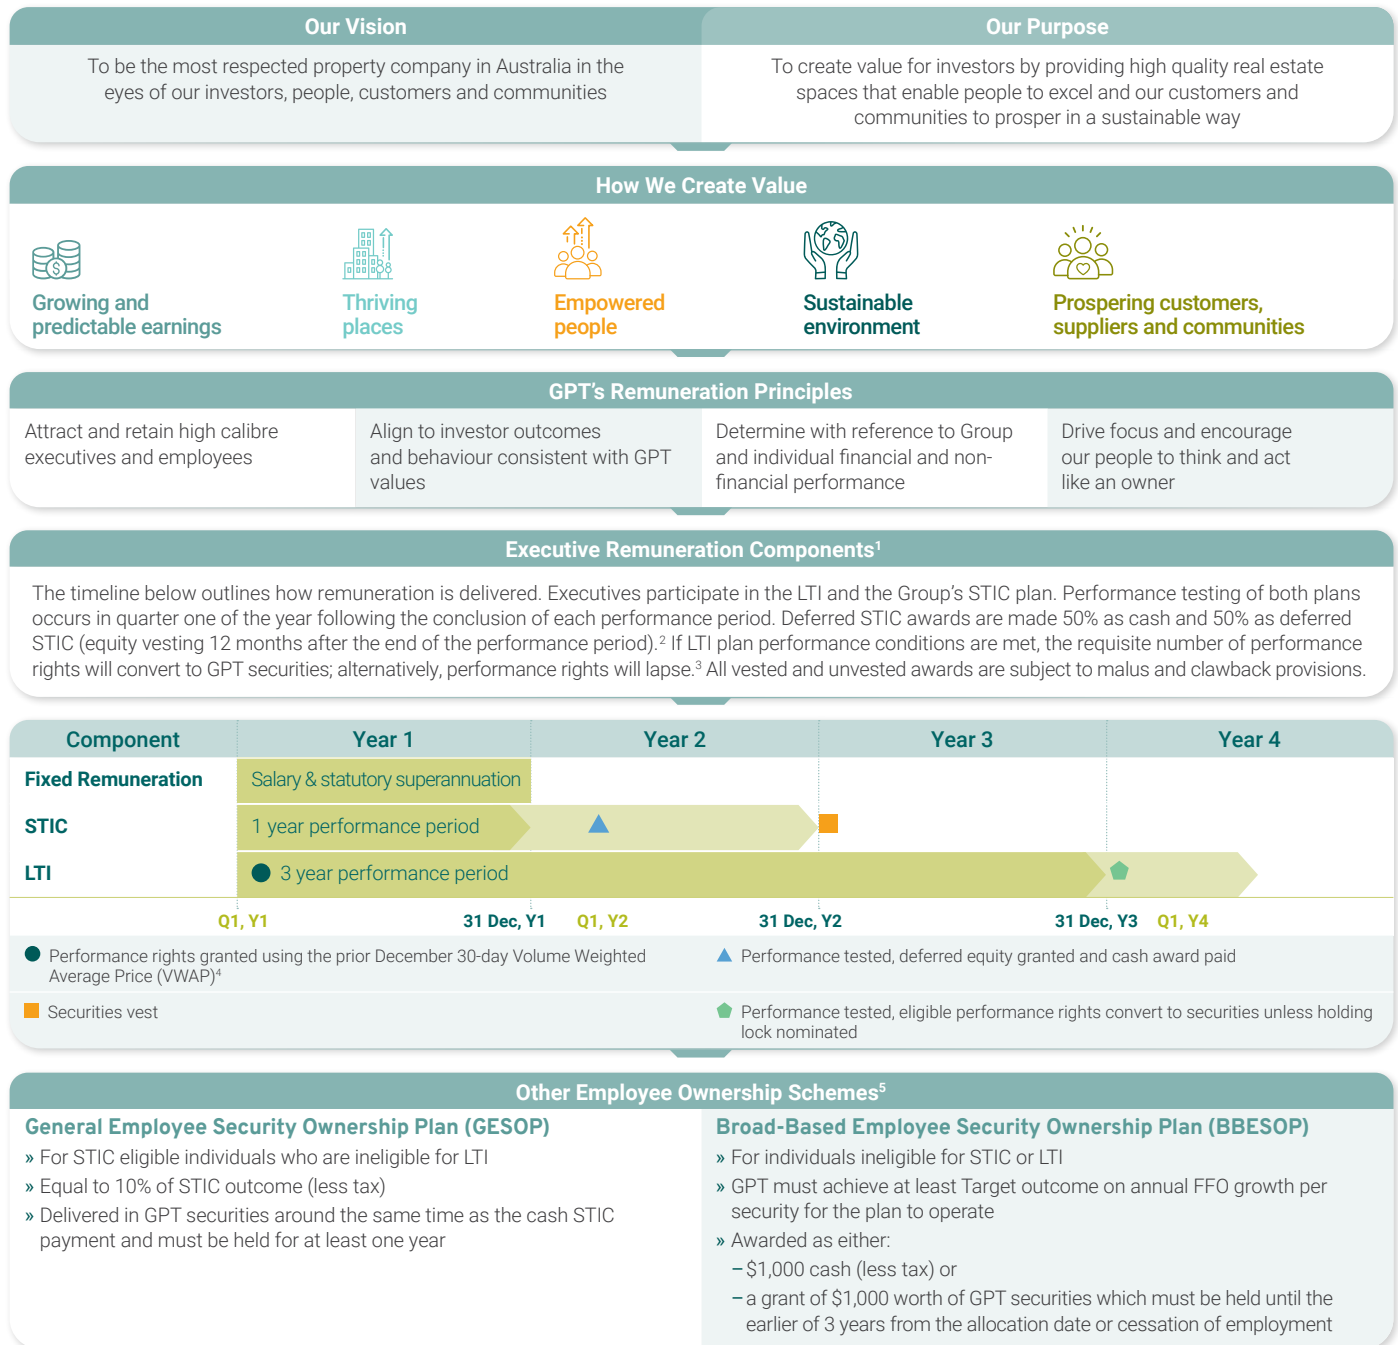 Our Vision
To be the most respected property company in Australia in the
eyes of our investors, people, customers and communities
Our Purpose
To create value for investors by providing high quality real estate
spaces that enable people to excel and our customers and
communities to prosper in a sustainable way
How We Create Value
Growing and
predictable earnings
Thriving
places
Empowered
people
Sustainable
environment
Prospering customers,
suppliers and communities
GPT's Remuneration Principles
Attract and retain high calibre
executives and employees
Align to investor outcomes
and behaviour consistent with GPT
values
Determine with reference to Group
and individual financial and non-
financial performance
Drive focus and encourage
our people to think and act
like an owner
Executive Remuneration Components¹
The timeline below outlines how remuneration is delivered. Executives participate in the LTI and the Group's STIC plan. Performance testing of both plans
occurs in quarter one of the year following the conclusion of each performance period. Deferred STIC awards are made 50% as cash and 50% as deferred
STIC (equity vesting 12 months after the end of the performance period).² If LTI plan performance conditions are met, the requisite number of performance
rights will convert to GPT securities; alternatively, performance rights will lapse.³ All vested and unvested awards are subject to malus and clawback provisions.
Component Year 1 Year 2 Year 3 Year 4
Fixed Remuneration Salary & statutory superannuation
STIC 1 year performance period
LTI 3 year performance period
Q1, Y1 31 Dec, Y1 Q1, Y2 31 Dec, Y2 31 Dec, Y3 Q1, Y4
Performance rights granted using the prior December 30-day Volume Weighted
Average Price (VWAP)⁴
Performance tested, deferred equity granted and cash award paid
Securities vest
Performance tested, eligible performance rights convert to securities unless holding
lock nominated
Other Employee Ownership Schemes⁵
General Employee Security Ownership Plan (GESOP)
» For STIC eligible individuals who are ineligible for LTI
» Equal to 10% of STIC outcome (less tax)
» Delivered in GPT securities around the same time as the cash STIC
payment and must be held for at least one year
Broad-Based Employee Security Ownership Plan (BBESOP)
» For individuals ineligible for STIC or LTI
» GPT must achieve at least Target outcome on annual FFO growth per
security for the plan to operate
» Awarded as either:
– $1,000 cash (less tax) or
– a grant of $1,000 worth of GPT securities which must be held until the
earlier of 3 years from the allocation date or cessation of employment
$